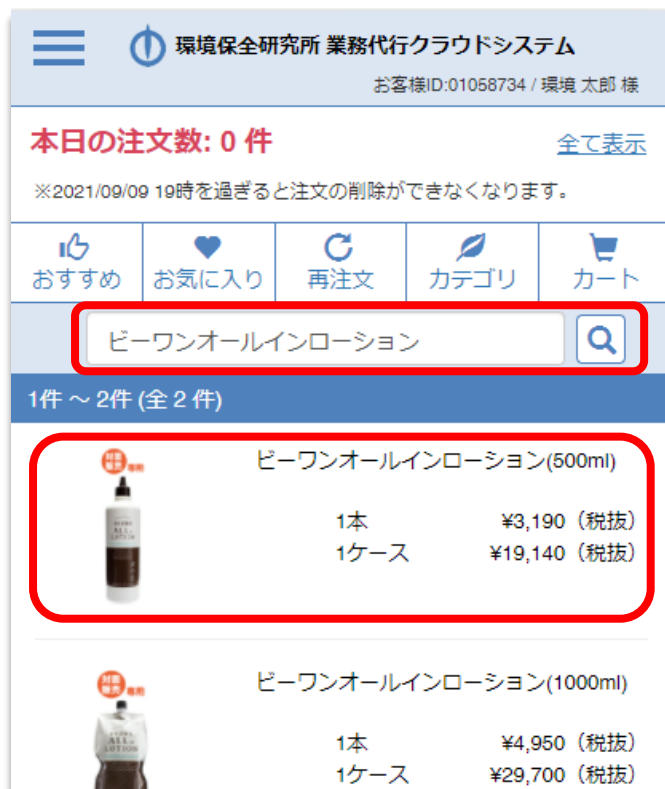 環境保全研究所 業務代行クラウドシステム
お客様ID:01058734 / 環境 太郎 様
本日の注文数: 0 件
全て表示
※2021/09/09 19時を過ぎると注文の削除ができなくなります。
おすすめ お気に入り 再注文 カテゴリ カート
ビーワンオールインローション
1件 ～ 2件 (全 2 件)
ビーワンオールインローション(500ml)
1本 ¥3,190（税抜）
1ケース ¥19,140（税抜）
ビーワンオールインローション(1000ml)
1本 ¥4,950（税抜）
1ケース ¥29,700（税抜）